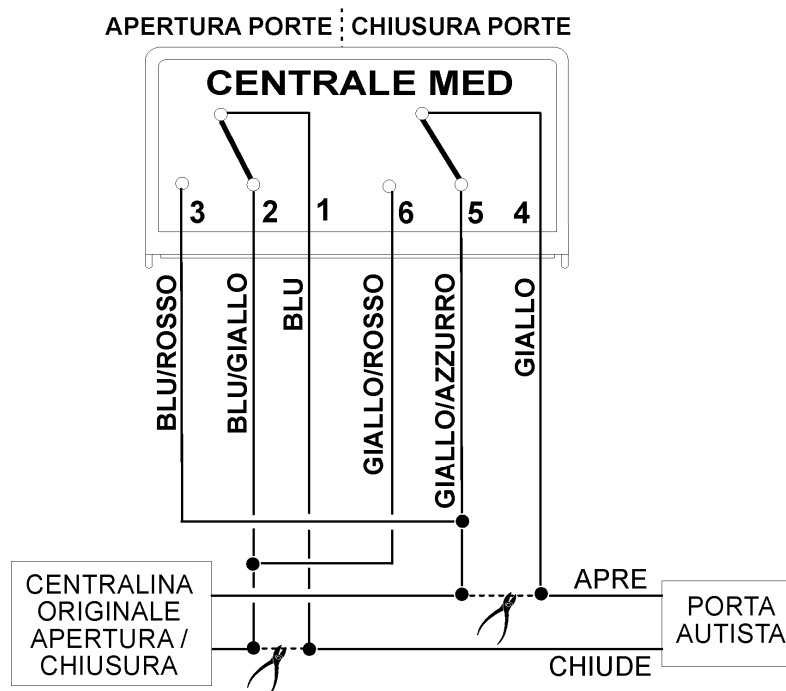 APERTURA PORTE
CHIUSURA PORTE
CENTRALE MED
3
2
1
6
5
4
BLU/ROSSO
BLU/GIALLO
BLU
GIALLO/ROSSO
GIALLO/AZZURRO
GIALLO
CENTRALINA
ORIGINALE
APERTURA /
CHIUSURA
APRE
CHIUDE
PORTA
AUTISTA